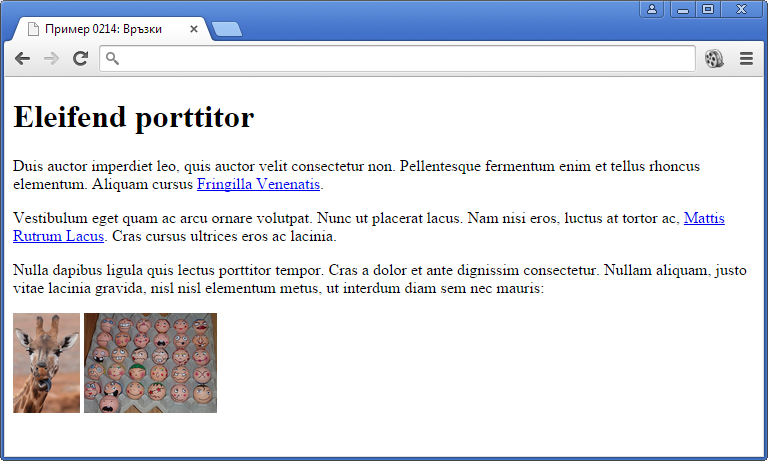 Пример 0214: Връзки
Eleifend porttitor
Duis auctor imperdiet leo, quis auctor velit consectetur non. Pellentesque fermentum enim et tellus rhoncus
elementum. Aliquam cursus Fringilla Venenatis.
Vestibulum eget quam ac arcu ornare volutpat. Nunc ut placerat lacus. Nam nisi eros, luctus at tortor ac, Mattis
Rutrum Lacus. Cras cursus ultrices eros ac lacinia.
Nulla dapibus ligula quis lectus porttitor tempor. Cras a dolor et ante dignissim consectetur. Nullam aliquam, justo
vitae lacinia gravida, nisl nisl elementum metus, ut interdum diam sem nec mauris: